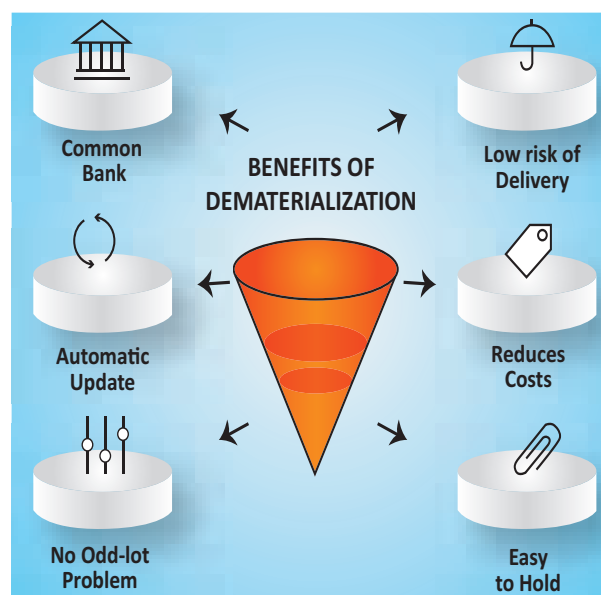 BENEFITS OF
DEMATERIALIZATION
Common
Bank
Low risk of
Delivery
Automatic
Update
Reduces
Costs
No Odd-lot
Problem
Easy
to Hold